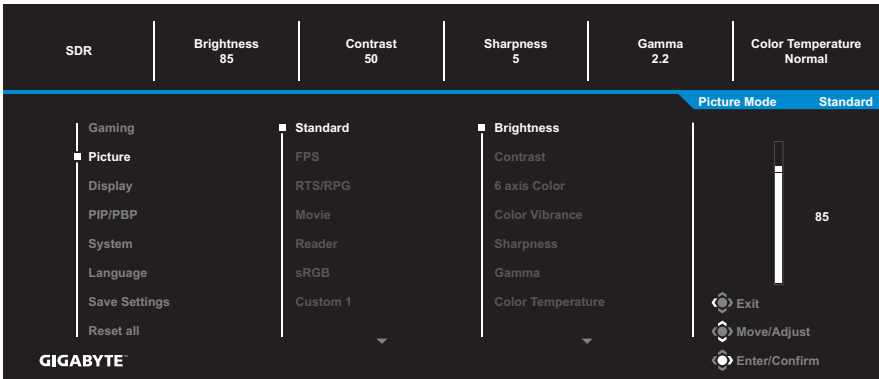 SDR
Brightness
85
Contrast
50
Sharpness
5
Gamma
2.2
Color Temperature
Normal
Picture Mode Standard
Gaming
Picture
Display
PIP/PBP
System
Language
Save Settings
Reset all
Standard
FPS
RTS/RPG
Movie
Reader
sRGB
Custom 1
Brightness
Contrast
6 axis Color
Color Vibrance
Sharpness
Gamma
Color Temperature
85
Exit
Move/Adjust
Enter/Confirm
GIGABYTE™